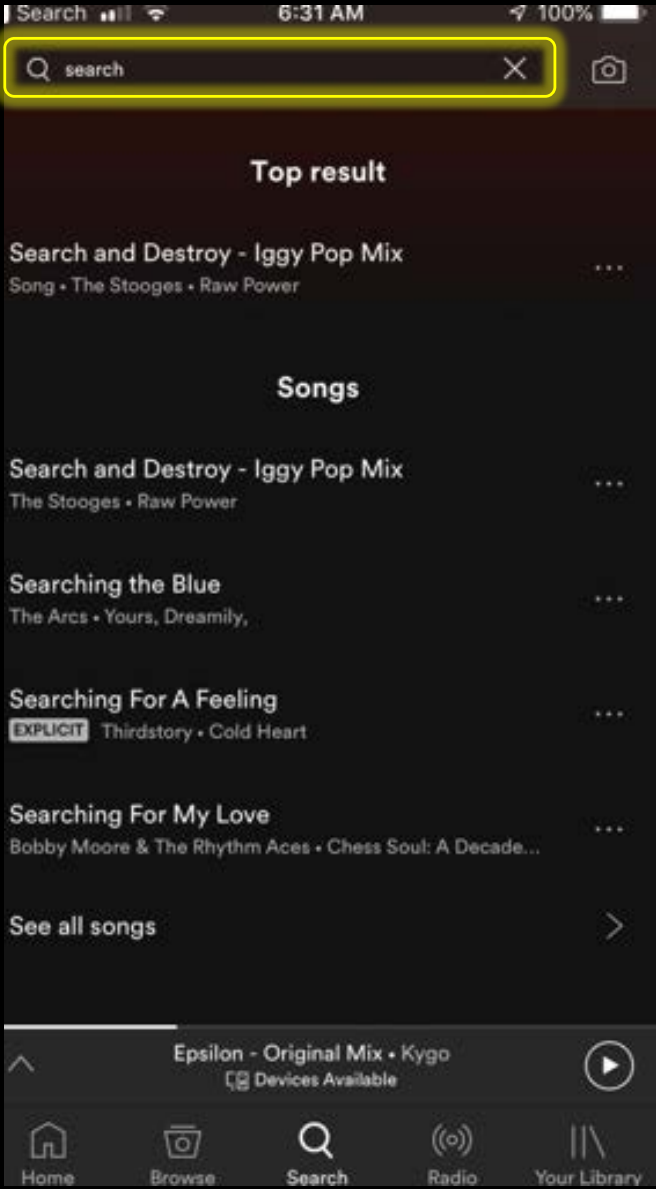 Search 6:31 AM 100%
search
Top result
Search and Destroy - Iggy Pop Mix
Song • The Stooges • Raw Power
Songs
Search and Destroy - Iggy Pop Mix
The Stooges • Raw Power
Searching the Blue
The Arcs • Yours, Dreamily,
Searching For A Feeling
EXPLICIT Thirdstory • Cold Heart
Searching For My Love
Bobby Moore & The Rhythm Aces • Chess Soul: A Decade...
See all songs
Epsilon - Original Mix • Kygo
Devices Available
Home Browse Search Radio Your Library